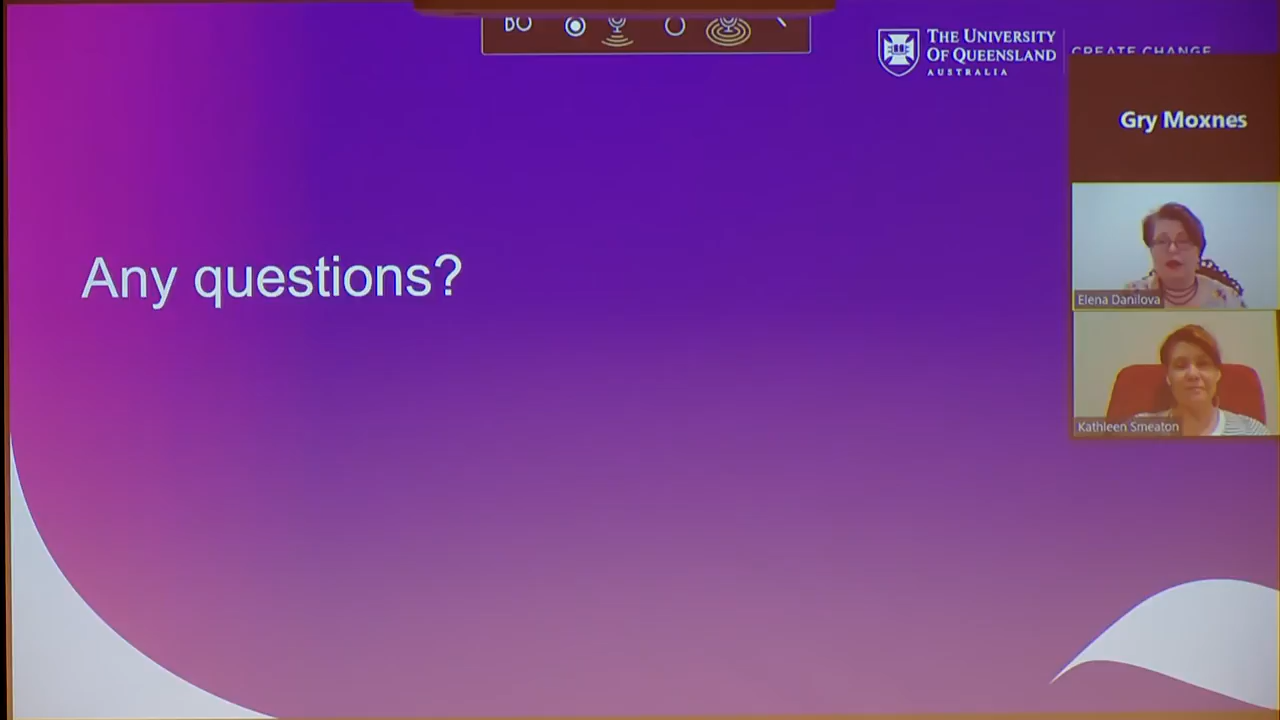 THE UNIVERSITY
OF QUEENSLAND
AUSTRALIA
CREATE CHANGE
Gry Moxnes
Any questions?
Elena Danilova
Kathleen Smeaton